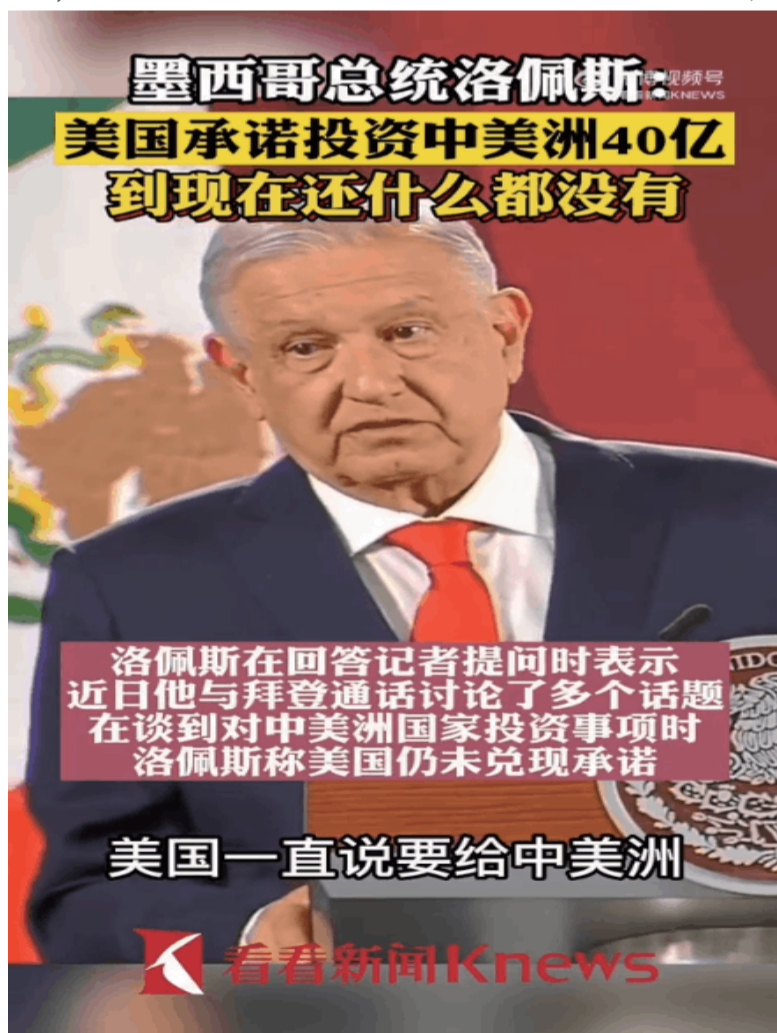 墨西哥总统洛佩斯：
视频号
KNEWS
美国承诺投资中美洲40亿
到现在还什么都没有
洛佩斯在回答记者提问时表示
近日他与拜登通话讨论了多个话题
在谈到对中美洲国家投资事项时
洛佩斯称美国仍未兑现承诺
美国一直说要给中美洲
看看新闻Knews